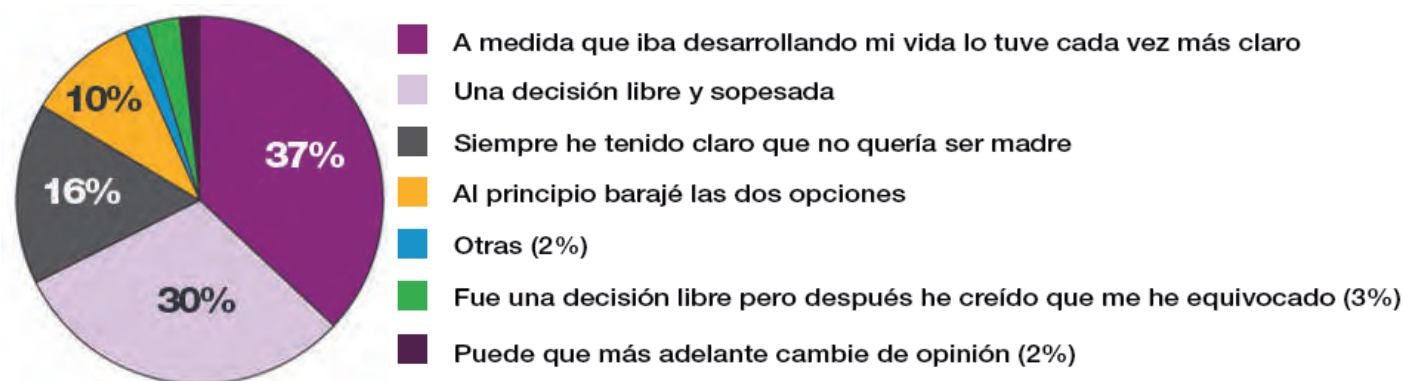 37%
30%
16%
10%
A medida que iba desarrollando mi vida lo tuve cada vez más claro
Una decisión libre y sopesada
Siempre he tenido claro que no quería ser madre
Al principio barajé las dos opciones
Otras (2%)
Fue una decisión libre pero después he creído que me he equivocado (3%)
Puede que más adelante cambie de opinión (2%)